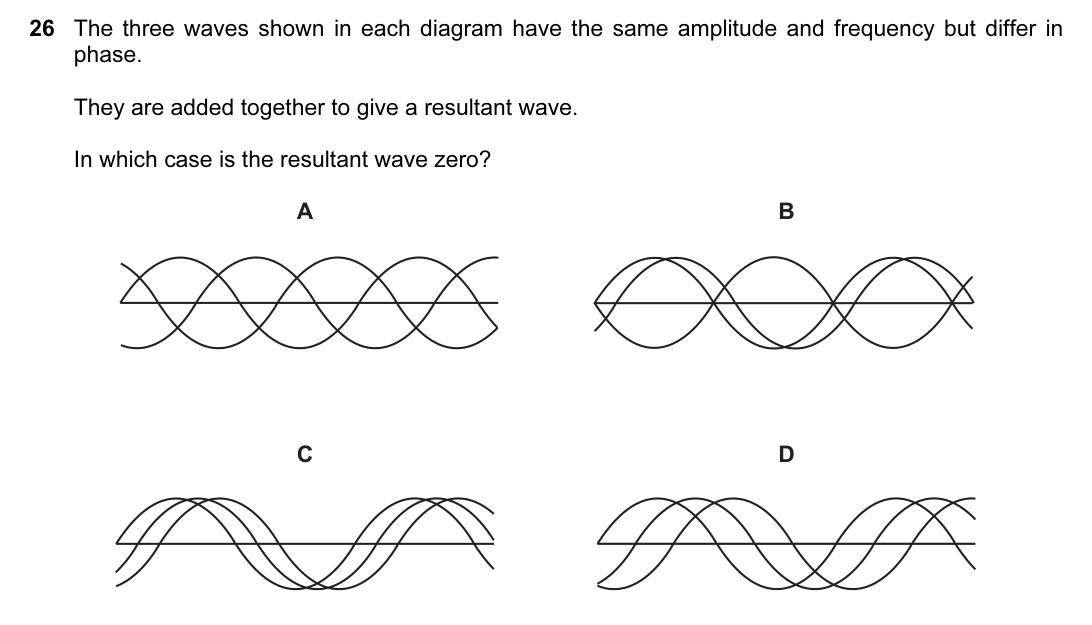 26 The three waves shown in each diagram have the same amplitude and frequency but differ in
phase.
They are added together to give a resultant wave.
In which case is the resultant wave zero?
A
B
C
D